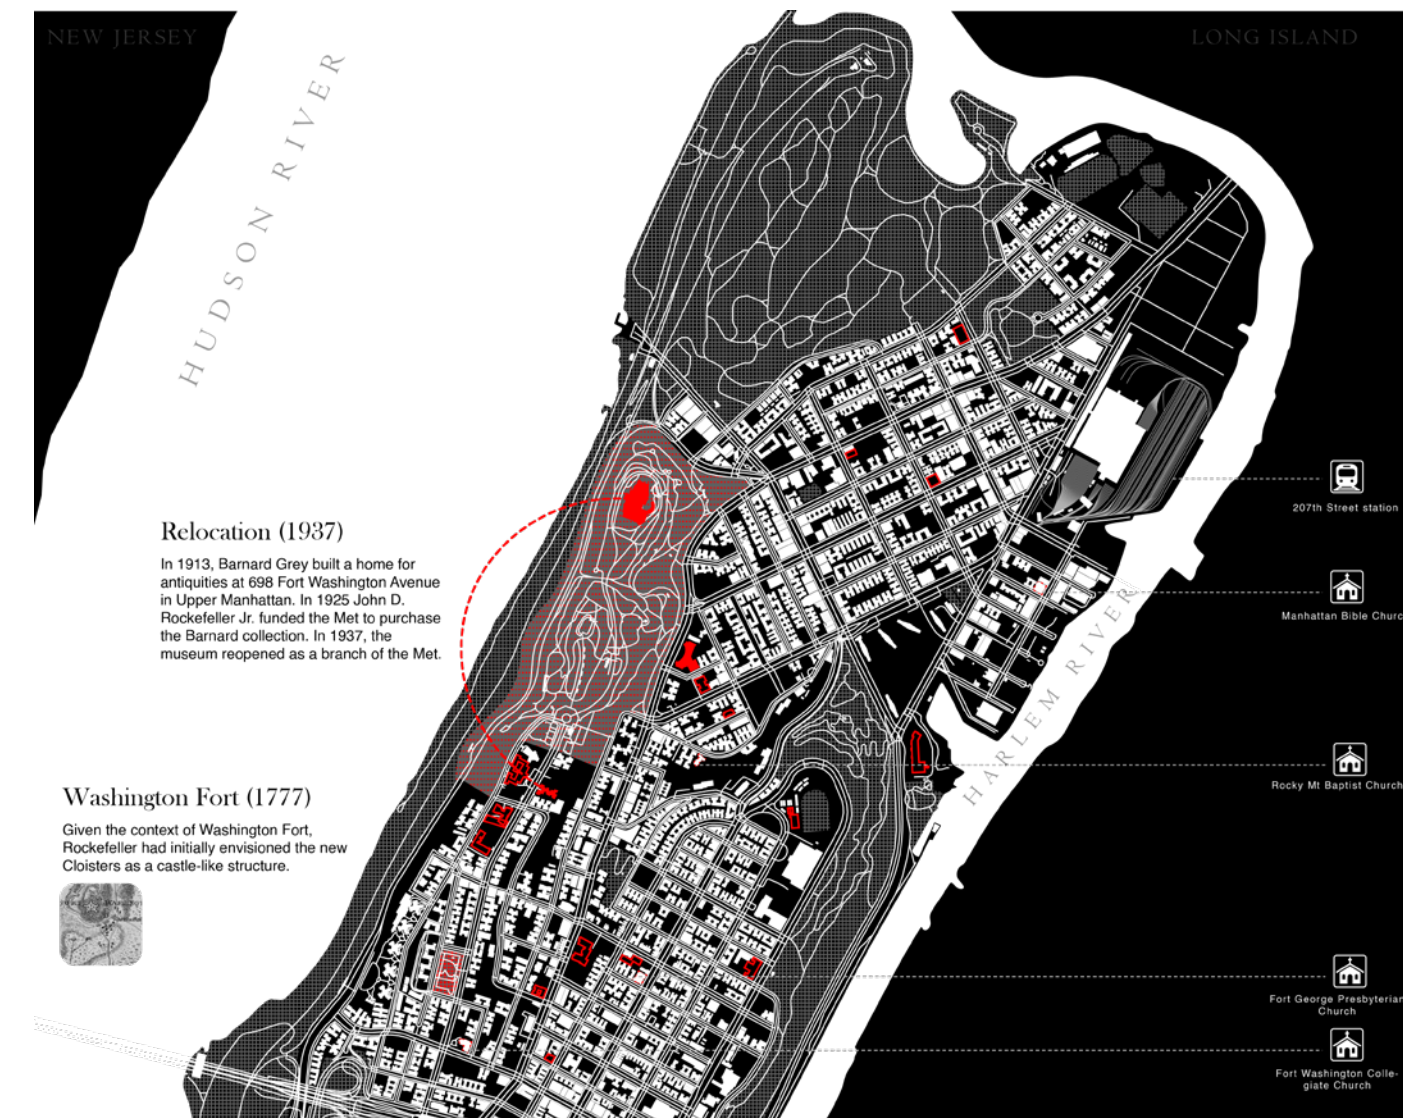 NEW JERSEY
LONG ISLAND
HUDSON RIVER
Relocation (1937)
In 1913, Barnard Grey built a home for
antiquities at 698 Fort Washington Avenue
in Upper Manhattan. In 1925 John D.
Rockefeller Jr. funded the Met to purchase
the Barnard collection. In 1937, the
museum reopened as a branch of the Met.
Washington Fort (1777)
Given the context of Washington Fort,
Rockefeller had initially envisioned the new
Cloisters as a castle-like structure.
HARLEM RIVER
207th Street station
Manhattan Bible Churc
Rocky Mt Baptist Church
Fort George Presbyterian
Church
Fort Washington Colle-
giate Church